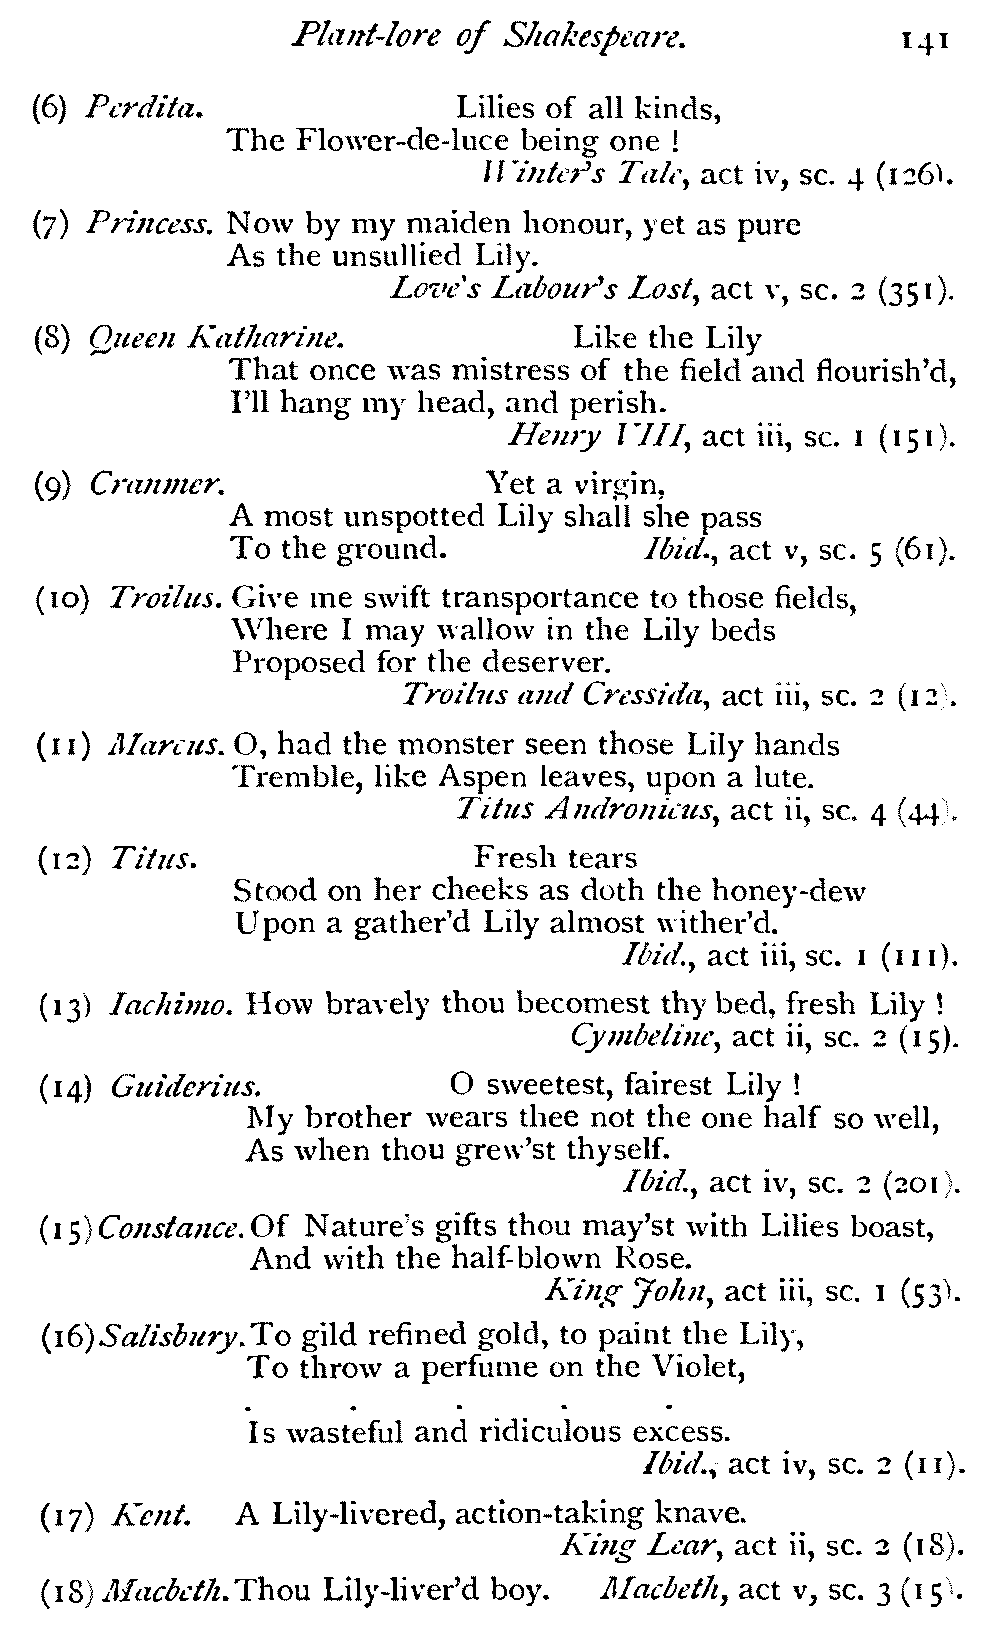 Plant-lore of Shakespeare. 141
(6) Perdita. Lilies of all kinds,
The Flower-de-luce being one !
Winter's Tale, act iv, sc. 4 (126).
(7) Princess. Now by my maiden honour, yet as pure
As the unsullied Lily.
Love's Labour's Lost, act v, sc. 2 (351).
(8) Queen Katharine. Like the Lily
That once was mistress of the field and flourish'd,
I'll hang my head, and perish.
Henry VIII, act iii, sc. 1 (151).
(9) Cranmer. Yet a virgin,
A most unspotted Lily shall she pass
To the ground. Ibid., act v, sc. 5 (61).
(10) Troilus. Give me swift transportance to those fields,
Where I may wallow in the Lily beds
Proposed for the deserver.
Troilus and Cressida, act iii, sc. 2 (12).
(11) Marcus. O, had the monster seen those Lily hands
Tremble, like Aspen leaves, upon a lute.
Titus Andronicus, act ii, sc. 4 (44).
(12) Titus. Fresh tears
Stood on her cheeks as doth the honey-dew
Upon a gather'd Lily almost wither'd.
Ibid., act iii, sc. 1 (111).
(13) Iachimo. How bravely thou becomest thy bed, fresh Lily !
Cymbeline, act ii, sc. 2 (15).
(14) Guiderius. O sweetest, fairest Lily !
My brother wears thee not the one half so well,
As when thou grew'st thyself.
Ibid., act iv, sc. 2 (201).
(15) Constance. Of Nature's gifts thou may'st with Lilies boast,
And with the half-blown Rose.
King John, act iii, sc. 1 (53).
(16) Salisbury. To gild refined gold, to paint the Lily,
To throw a perfume on the Violet,
. . . . .
Is wasteful and ridiculous excess.
Ibid., act iv, sc. 2 (11).
(17) Kent. A Lily-livered, action-taking knave.
King Lear, act ii, sc. 2 (18).
(18) Macbeth. Thou Lily-liver'd boy. Macbeth, act v, sc. 3 (15).